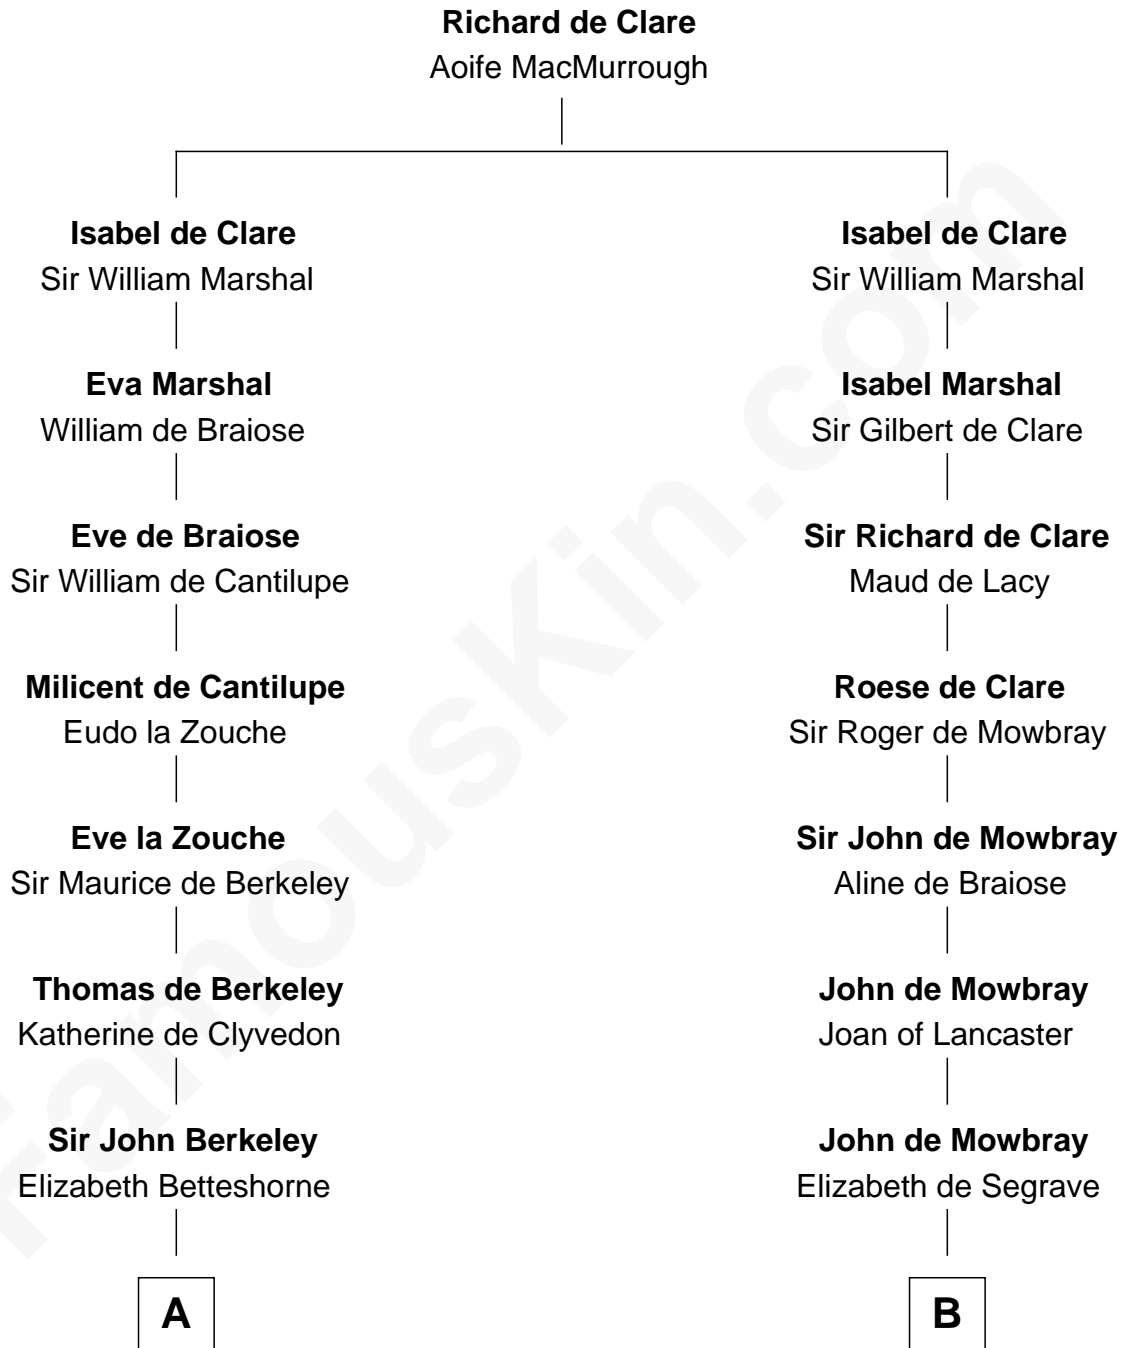 Richard de Clare
Aoife MacMurrough
Isabel de Clare
Sir William Marshal
Isabel de Clare
Sir William Marshal
Eva Marshal
William de Braiose
Isabel Marshal
Sir Gilbert de Clare
Eve de Braiose
Sir William de Cantilupe
Sir Richard de Clare
Maud de Lacy
Milicent de Cantilupe
Eudo la Zouche
Roese de Clare
Sir Roger de Mowbray
Eve la Zouche
Sir Maurice de Berkeley
Sir John de Mowbray
Aline de Braiose
Thomas de Berkeley
Katherine de Clyvedon
John de Mowbray
Joan of Lancaster
Sir John Berkeley
Elizabeth Betteshorne
John de Mowbray
Elizabeth de Segrave
A
B
FamousKin.com